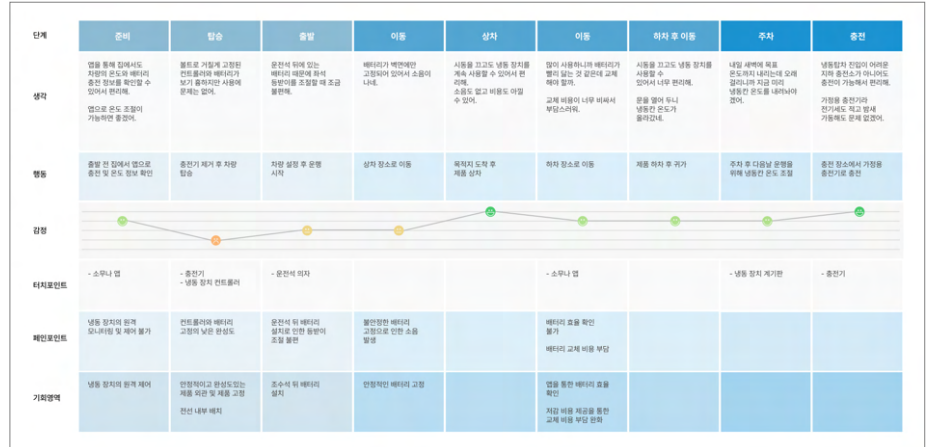 단계
준비
탑승
출발
이동
상차
이동
하차 후 이동
주차
충전
생각
앱을 통해 집에서도
차량의 온도와 배터리
충전 정보를 확인할 수
있어서 편리해.
앱으로 온도 조절이
가능하면 좋겠어.
볼트로 거칠게 고정된
컨트롤러와 배터리가
보기 흉하지만 사용에
문제는 없어.
운전석 뒤에 있는
배터리 때문에 좌석
등받이를 조절할 때 조금
불편해.
배터리가 벽면에만
고정되어 있어서 소음이
나네.
시동을 끄고도 냉동 장치를
계속 사용할 수 있어서 편
리해.
소음도 없고 비용도 아낄
수 있어.
많이 사용하니까 배터리가
빨리 닳는 것 같은데 교체
해야 할까.
교체 비용이 너무 비싸서
부담스러워.
시동을 끄고도 냉동 장치를
사용할 수
있어서 너무 편리해.
문을 열어 두니
냉동칸 온도가
올라갔네.
내일 새벽에 목표
온도까지 내리는데 오래
걸리니까 지금 미리
냉동칸 온도를 내려놔야
겠어.
냉동탑차 진입이 어려운
지하 충전소가 아니어도
충전이 가능해서 편리해.
가정용 충전기라
전기세도 적고 밤새
가동해도 문제 없겠어.
행동
출발 전 집에서 앱으로
충전 및 온도 정보 확인
충전기 제거 후 차량
탑승
차량 설정 후 운행
시작
상차 장소로 이동
목적지 도착 후
제품 상차
하차 장소로 이동
제품 하차 후 귀가
주차 후 다음날 운행을
위해 냉동칸 온도 조절
충전 장소에서 가정용
충전기로 충전
감정
터치포인트
- 소무나 앱
- 충전기
- 냉동 장치 컨트롤러
- 운전석 의자
- 소무나 앱
- 냉동 장치 계기판
- 충전기
페인포인트
냉동 장치의 원격
모니터링 및 제어 불가
컨트롤러와 배터리
고정의 낮은 완성도
운전석 뒤 배터리
설치로 인한 등받이
조절 불편
불안정한 배터리
고정으로 인한 소음
발생
배터리 효율 확인
불가
배터리 교체 비용 부담
기회영역
냉동 장치의 원격 제어
안정적이고 완성도있는
제품 외관 및 제품 고정
전선 내부 배치
조수석 뒤 배터리
설치
안정적인 배터리 고정
앱을 통한 배터리 효율
확인
저감 비용 제공을 통한
교체 비용 부담 완화